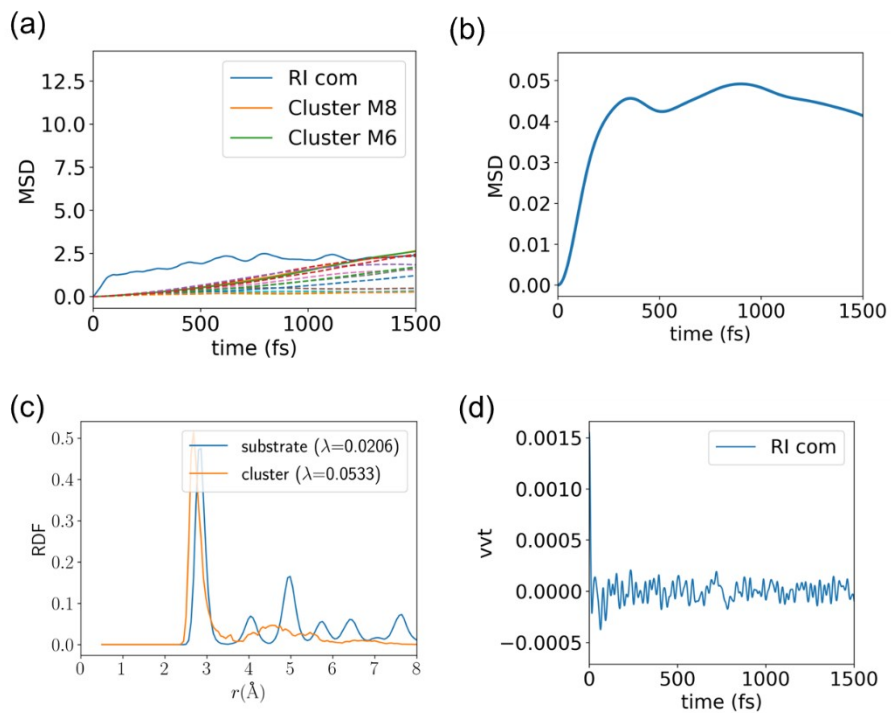 (a)
MSD
12.5
10.0
7.5
5.0
2.5
0.0
RI com
Cluster M8
Cluster M6
0 500 1000 1500
time (fs)
(b)
MSD
0.05
0.04
0.03
0.02
0.01
0.00
0 500 1000 1500
time (fs)
(c)
RDF
0.5
0.4
0.3
0.2
0.1
0.0
substrate (λ=0.0206)
cluster (λ=0.0533)
0 1 2 3 4 5 6 7 8
r(Å)
(d)
vvt
0.0015
0.0010
0.0005
0.0000
−0.0005
RI com
0 500 1000 1500
time (fs)